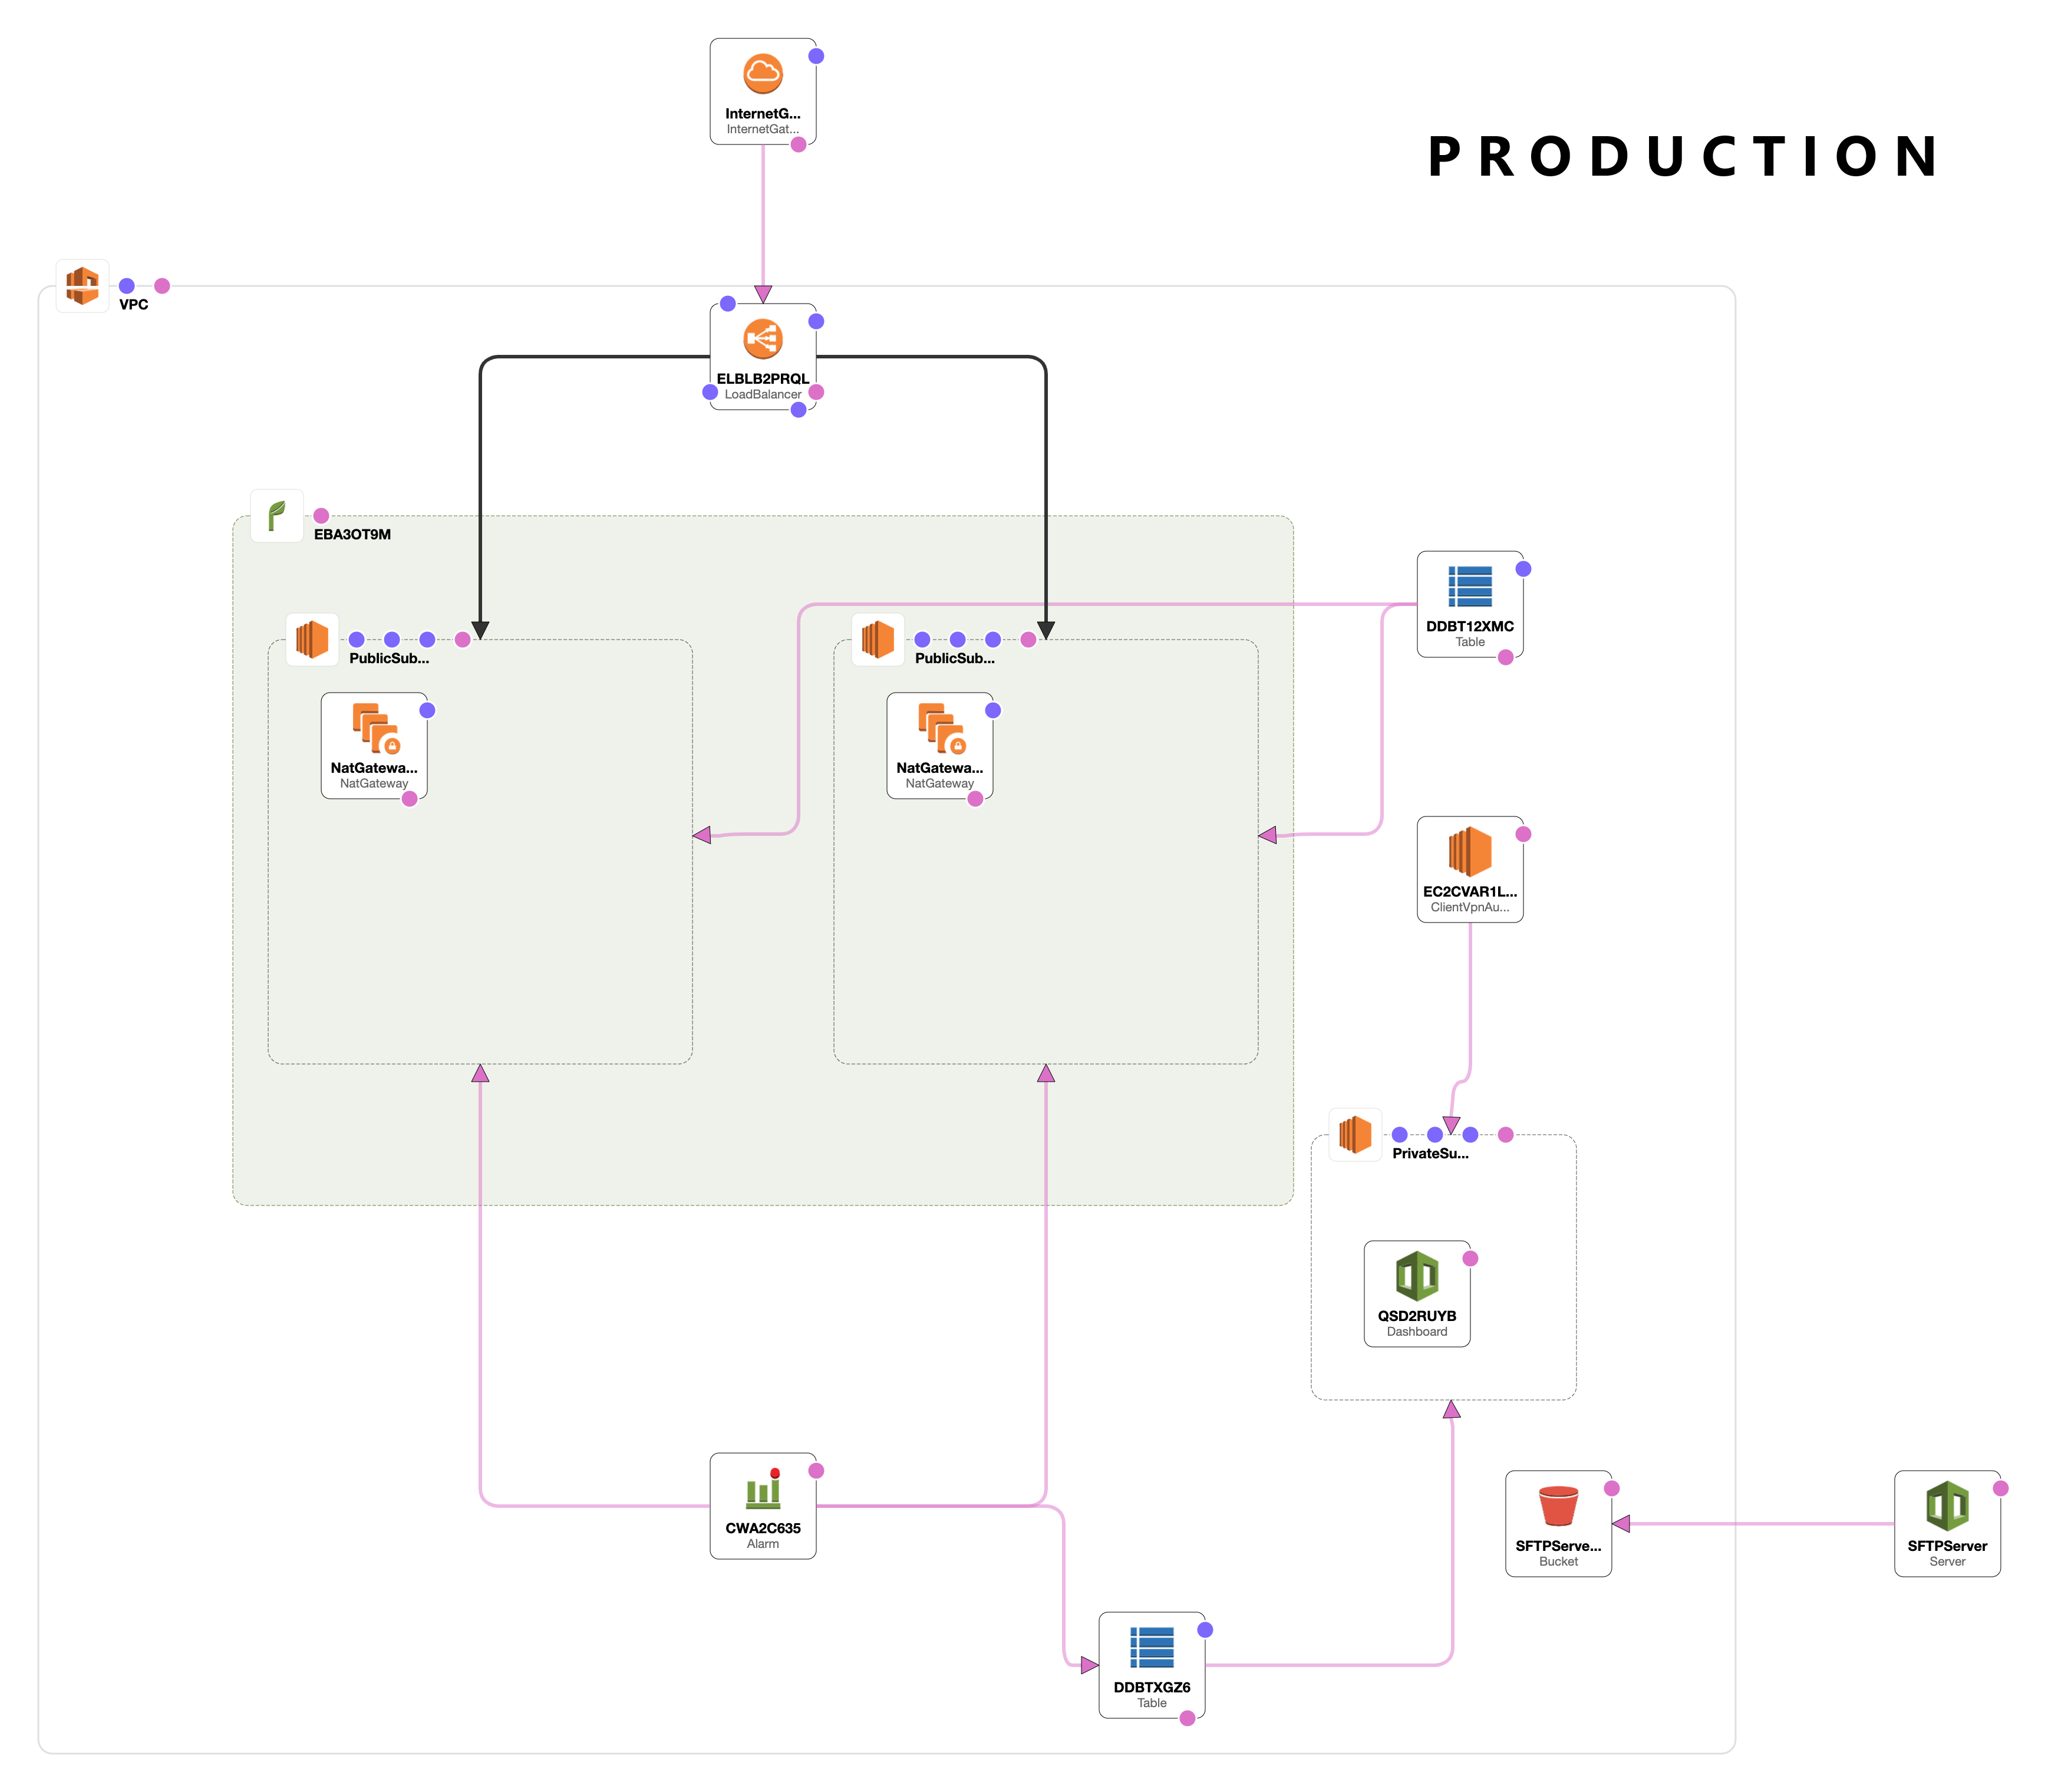 InternetG...
InternetGat...
PRODUCTION
VPC
ELBLB2PRQL
LoadBalancer
EBA3OT9M
DDBT12XMC
Table
PublicSub...
PublicSub...
NatGatewa...
NatGateway
NatGatewa...
NatGateway
EC2CVAR1L...
ClientVpnAu...
PrivateSu...
QSD2RUYB
Dashboard
CWA2C635
Alarm
SFTPServe...
Bucket
SFTPServer
Server
DDBTXGZ6
Table